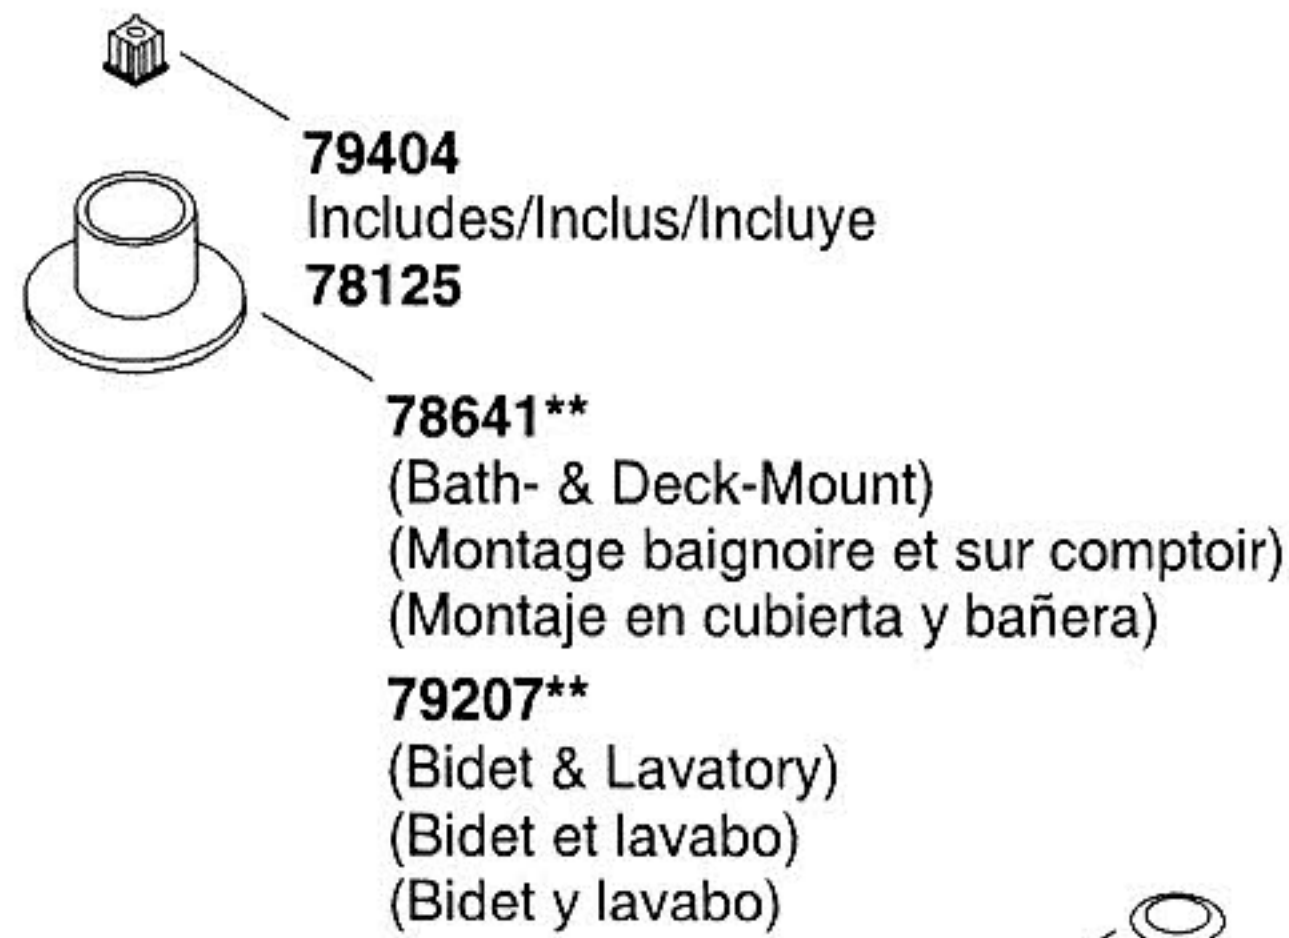 79404
Includes/Inclus/Incluye
78125
78641**
(Bath- & Deck-Mount)
(Montage baignoire et sur comptoir)
(Montaje en cubierta y bañera)
79207**
(Bidet & Lavatory)
(Bidet et lavabo)
(Bidet y lavabo)